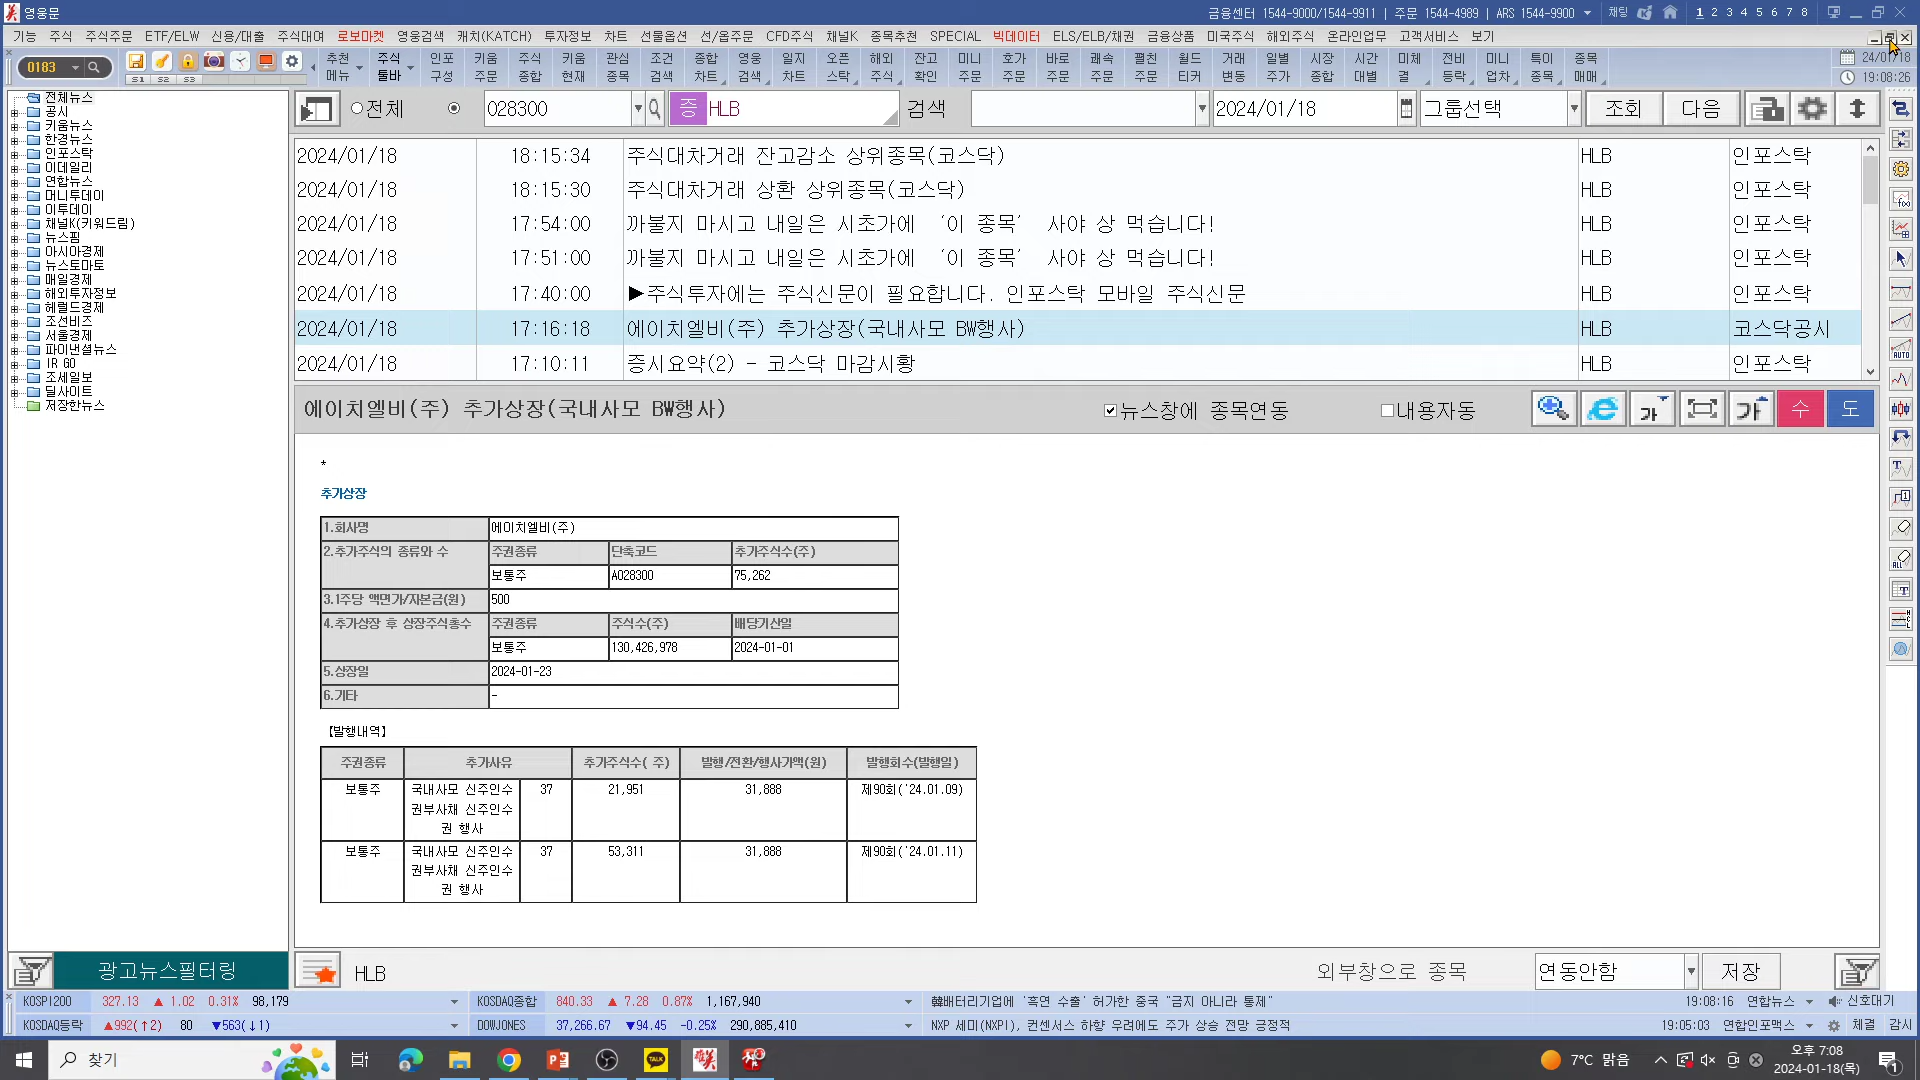 영웅문
금융센터 1544-9000/1544-9911 | 주문 1544-4989 | ARS 1544-9900 채팅 1 2 3 4 5 6 7 8
기능 주식 주식주문 ETF/ELW 신용/대출 주식대여 로보마켓 영웅검색 캐치(KATCH) 투자정보 차트 선물옵션 선/옵주문 CFD주식 채널K 종목추천 SPECIAL 빅데이터 ELS/ELB/채권 금융상품 미국주식 해외주식 온라인업무 고객서비스 보기
0183 S1 S2 S3
추천 주식 인포 키움 주식 키움 관심 조건 종합 영웅 일지 오픈 해외 잔고 미니 호가 바로 쾌속 펼친 월드 거래 일별 시장 시간 미체 전비 미니 특이 종목
메뉴 툴바 구성 주문 종합 현재 종목 검색 차트 검색 차트 스탁 주식 확인 주문 주문 주문 주문 주문 티커 변동 주가 종합 대별 결 등락 업차 종목 매매
24/01/18
19:08:26
전체뉴스
공시
키움뉴스
한경뉴스
인포스탁
이데일리
연합뉴스
머니투데이
이투데이
채널K(키워드림)
뉴스핌
아시아경제
뉴스토마토
매일경제
해외투자정보
헤럴드경제
조선비즈
서울경제
파이낸셜뉴스
IR GO
조세일보
딜사이트
저장한뉴스
전체 028300 증 HLB 검색 2024/01/18 그룹선택 조회 다음
2024/01/18 18:15:34 주식대차거래 잔고감소 상위종목(코스닥) HLB 인포스탁
2024/01/18 18:15:30 주식대차거래 상환 상위종목(코스닥) HLB 인포스탁
2024/01/18 17:54:00 까불지 마시고 내일은 시초가에 ‘이 종목’ 사야 상 먹습니다! HLB 인포스탁
2024/01/18 17:51:00 까불지 마시고 내일은 시초가에 ‘이 종목’ 사야 상 먹습니다! HLB 인포스탁
2024/01/18 17:40:00 ▶주식투자에는 주식신문이 필요합니다. 인포스탁 모바일 주식신문 HLB 인포스탁
2024/01/18 17:16:18 에이치엘비(주) 추가상장(국내사모 BW행사) HLB 코스닥공시
2024/01/18 17:10:11 증시요약(2) - 코스닥 마감시황 HLB 인포스탁
에이치엘비(주) 추가상장(국내사모 BW행사) 뉴스창에 종목연동 내용자동 가 가 수 도
*
추가상장
1.회사명 에이치엘비(주)
2.추가주식의 종류와 수 주권종류 단축코드 추가주식수(주)
보통주 A028300 75,262
3.1주당 액면가/자본금(원) 500
4.추가상장 후 상장주식총수 주권종류 주식수(주) 배당기산일
보통주 130,426,978 2024-01-01
5.상장일 2024-01-23
6.기타 -
【발행내역】
주권종류 추가사유 추가주식수( 주) 발행/전환/행사가액(원) 발행회수(발행일)
보통주 국내사모 신주인수 37 21,951 31,888 제90회('24.01.09)
권부사채 신주인수
권 행사
보통주 국내사모 신주인수 37 53,311 31,888 제90회('24.01.11)
권부사채 신주인수
권 행사
광고뉴스필터링 HLB 외부창으로 종목 연동안함 저장
KOSPI200 327.13 ▲ 1.02 0.31% 98,179 KOSDAQ종합 840.33 ▲ 7.28 0.87% 1,167,940 韓배터리기업에 '흑연 수출' 허가한 중국 "금지 아니라 통제" 19:08:16 연합뉴스 신호대기
KOSDAQ등락 ▲992(↑2) 80 ▼563(↓1) DOWJONES 37,266.67 ▼94.45 -0.25% 290,885,410 NXP 세미(NXPI), 컨센서스 하향 우려에도 주가 상승 전망 긍정적 19:05:03 연합인포맥스 체결 감시
찾기 7°C 맑음 오후 7:08
2024-01-18(목) 1